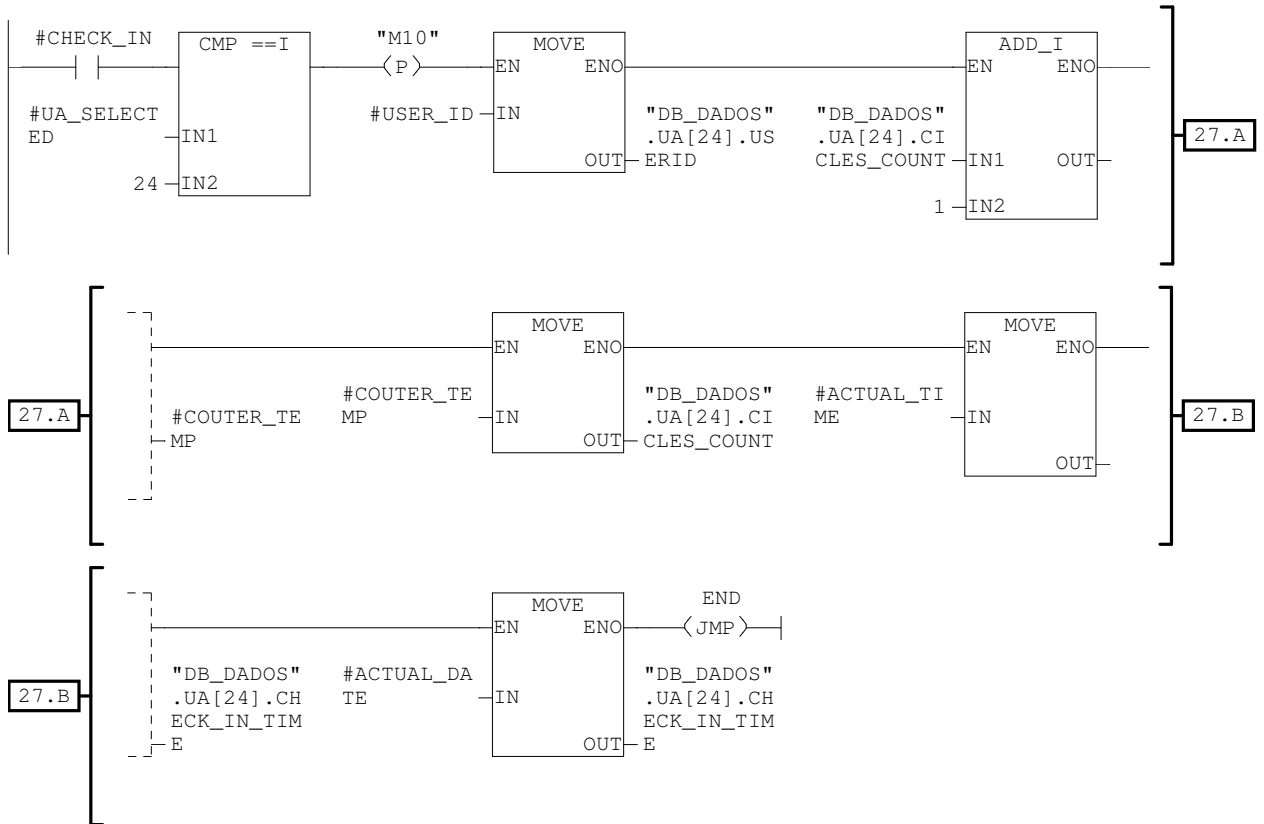 #CHECK_IN
CMP ==I
"M10"
P
MOVE
ADD_I
EN ENO
EN ENO
#UA_SELECT
ED
IN1
24 IN2
#USER_ID IN
"DB_DADOS"
.UA[24].US
ERID
OUT
"DB_DADOS"
.UA[24].CI
CLES_COUNT
IN1
OUT
1 IN2
27.A
27.A
#COUTER_TE
MP
MOVE
EN ENO
#COUTER_TE
MP
IN
OUT
"DB_DADOS"
.UA[24].CI
CLES_COUNT
MOVE
EN ENO
#ACTUAL_TI
ME
IN
OUT
27.B
27.B
"DB_DADOS"
.UA[24].CH
ECK_IN_TIM
E
MOVE
EN ENO
#ACTUAL_DA
TE
IN
OUT
END
JMP
"DB_DADOS"
.UA[24].CH
ECK_IN_TIM
E